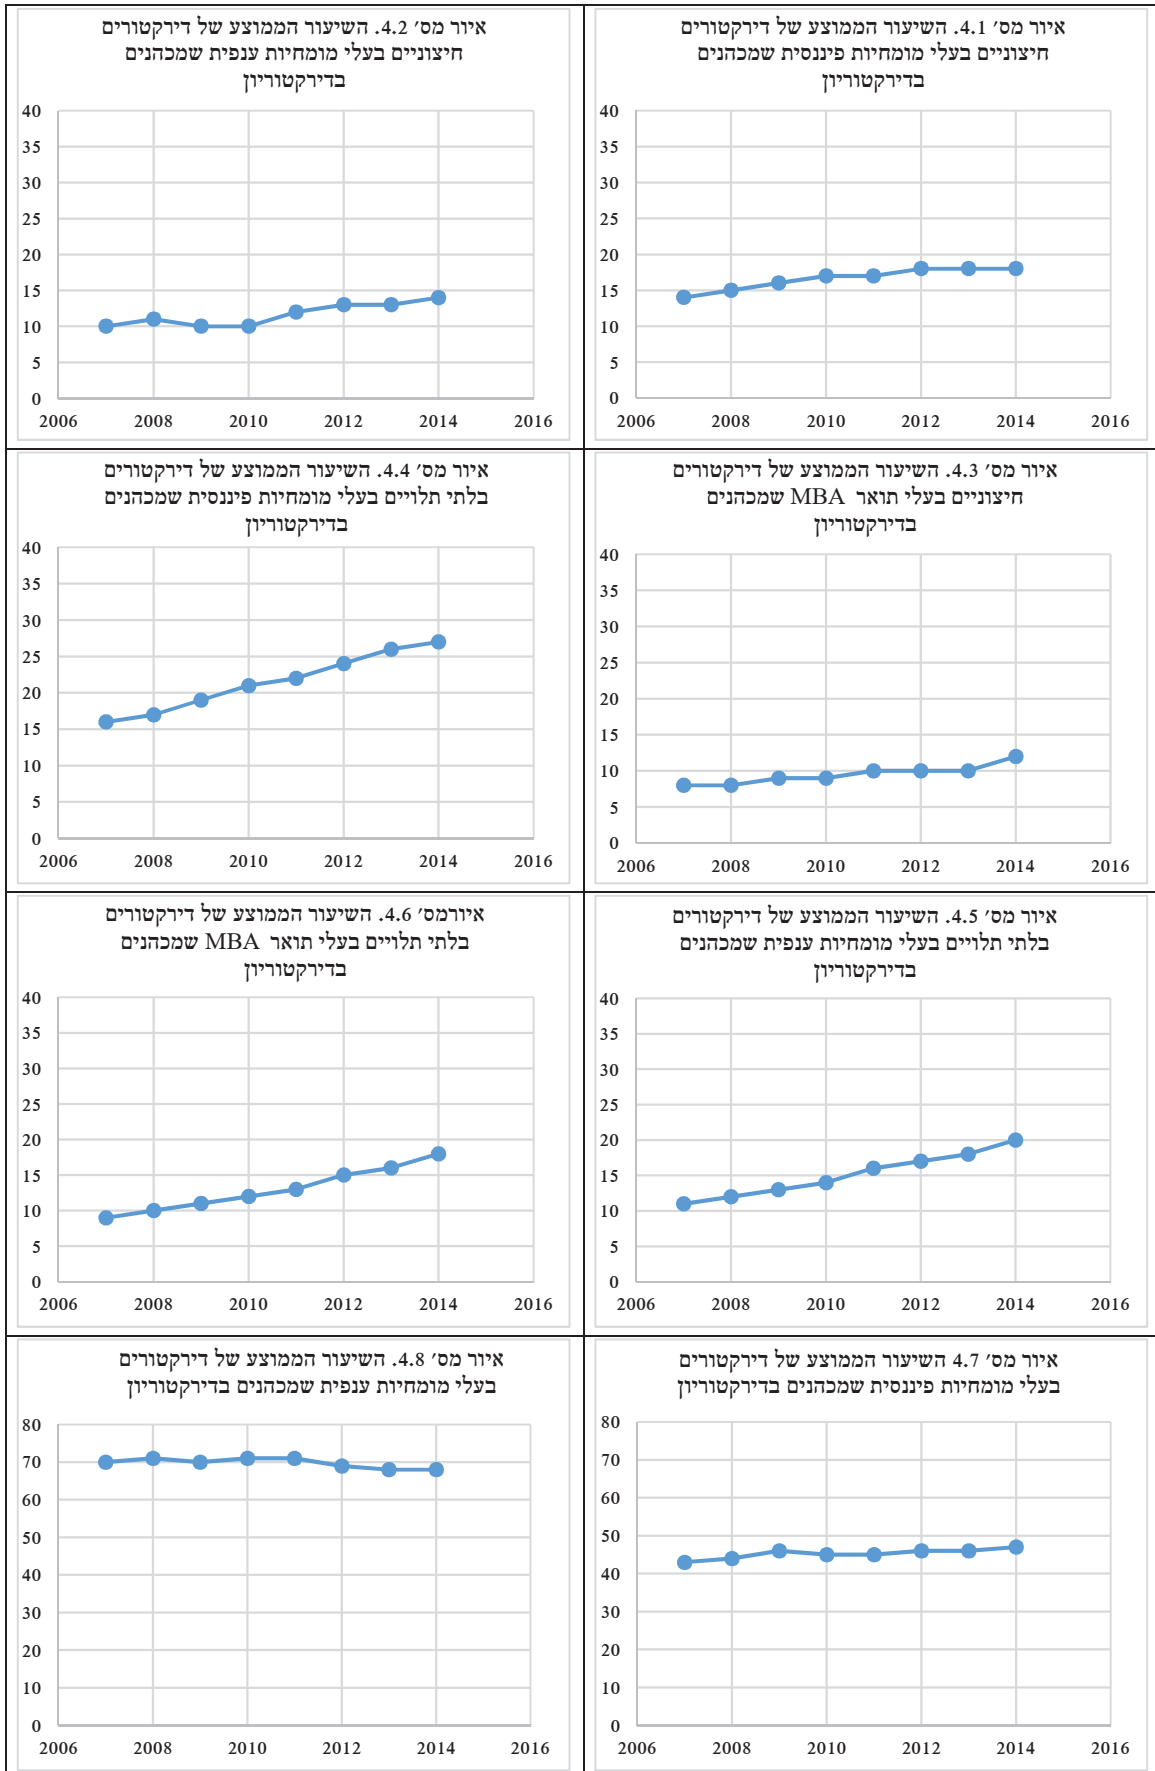 איור מס׳ 4.1. השיעור הממוצע של דירקטורים
חיצוניים בעלי מומחיות פיננסית שמכהנים
בדירקטוריון
40
35
30
25
20
15
10
5
0
2006 2008 2010 2012 2014 2016
איור מס׳ 4.2. השיעור הממוצע של דירקטורים
חיצוניים בעלי מומחיות ענפית שמכהנים
בדירקטוריון
40
35
30
25
20
15
10
5
0
2006 2008 2010 2012 2014 2016
איור מס׳ 4.3. השיעור הממוצע של דירקטורים
חיצוניים בעלי תואר MBA שמכהנים
בדירקטוריון
40
35
30
25
20
15
10
5
0
2006 2008 2010 2012 2014 2016
איור מס׳ 4.4. השיעור הממוצע של דירקטורים
בלתי תלויים בעלי מומחיות פיננסית שמכהנים
בדירקטוריון
40
35
30
25
20
15
10
5
0
2006 2008 2010 2012 2014 2016
איור מס׳ 4.5. השיעור הממוצע של דירקטורים
בלתי תלויים בעלי מומחיות ענפית שמכהנים
בדירקטוריון
40
35
30
25
20
15
10
5
0
2006 2008 2010 2012 2014 2016
איורמס׳ 4.6. השיעור הממוצע של דירקטורים
בלתי תלויים בעלי תואר MBA שמכהנים
בדירקטוריון
40
35
30
25
20
15
10
5
0
2006 2008 2010 2012 2014 2016
איור מס׳ 4.7 השיעור הממוצע של דירקטורים
בעלי מומחיות פיננסית שמכהנים בדירקטוריון
80
70
60
50
40
30
20
10
0
2006 2008 2010 2012 2014 2016
איור מס׳ 4.8. השיעור הממוצע של דירקטורים
בעלי מומחיות ענפית שמכהנים בדירקטוריון
80
70
60
50
40
30
20
10
0
2006 2008 2010 2012 2014 2016